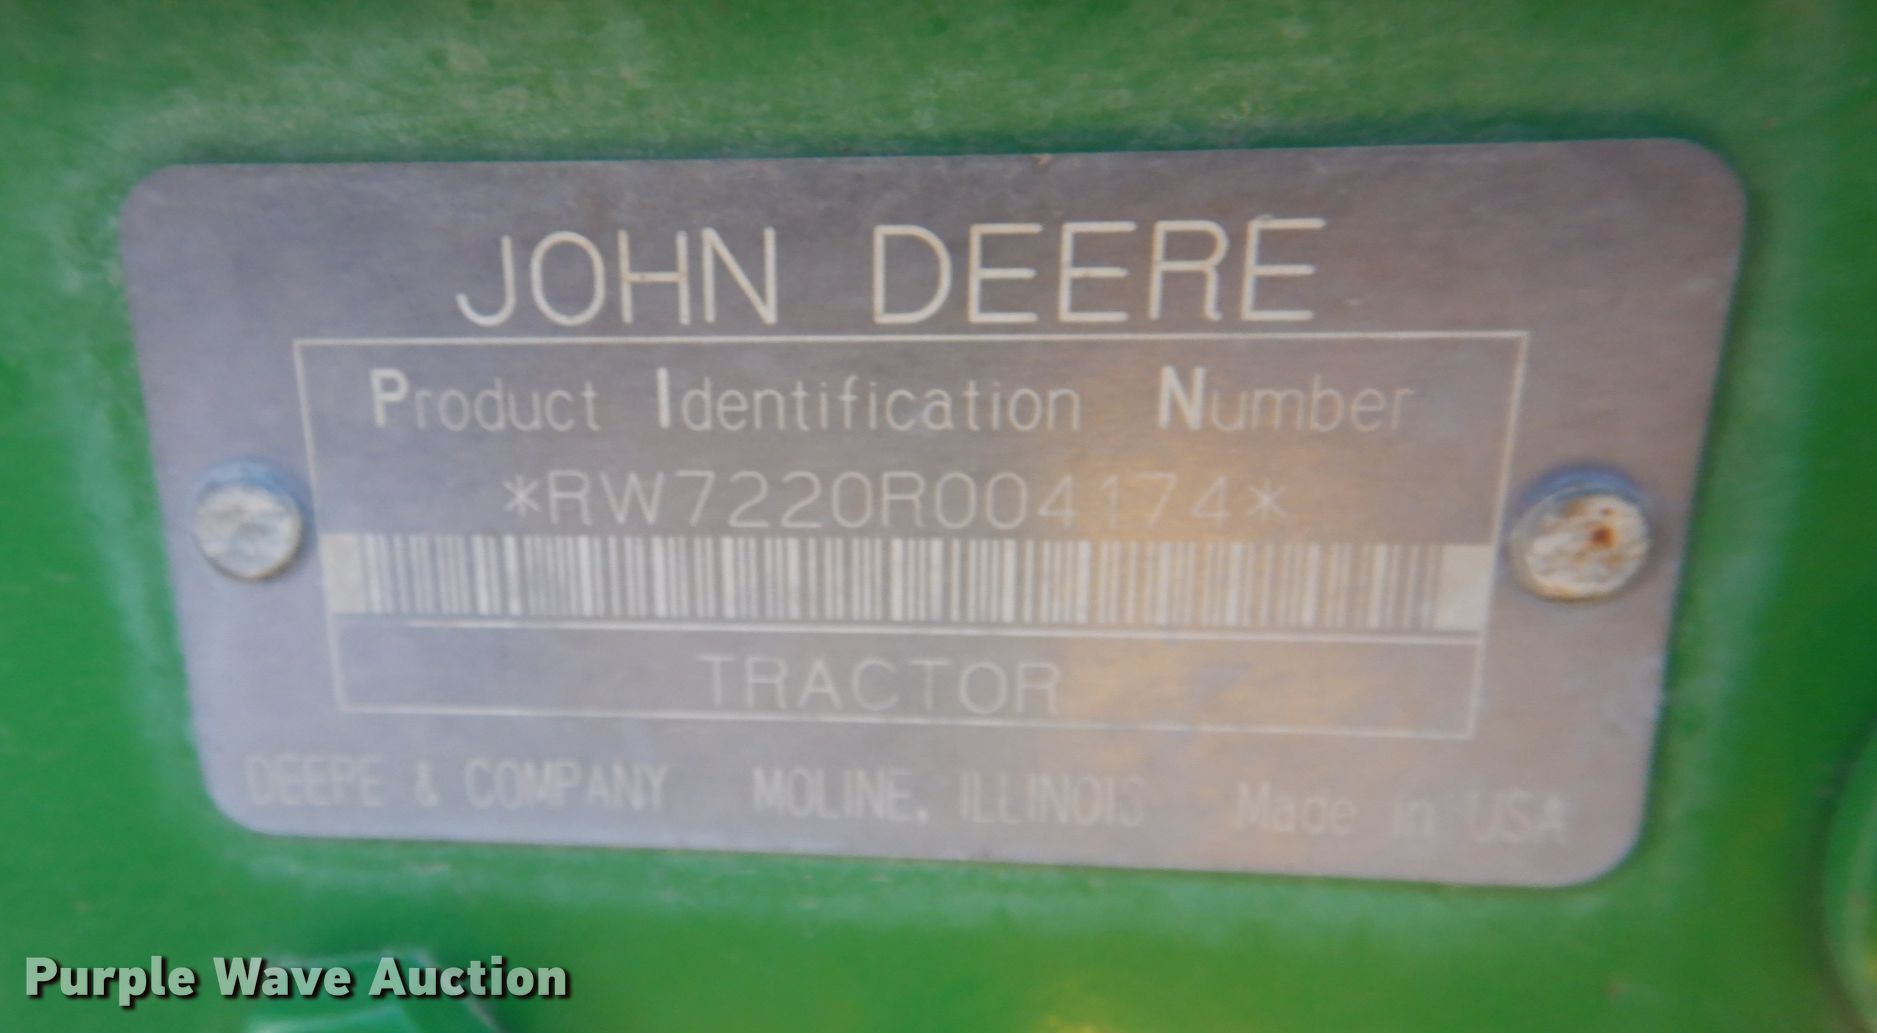 JOHN DEERE
Product Identification Number
*RW7220R004174*
TRACTOR
DEERE & COMPANY MOLINE, ILLINOIS Made in USA
Purple Wave Auction